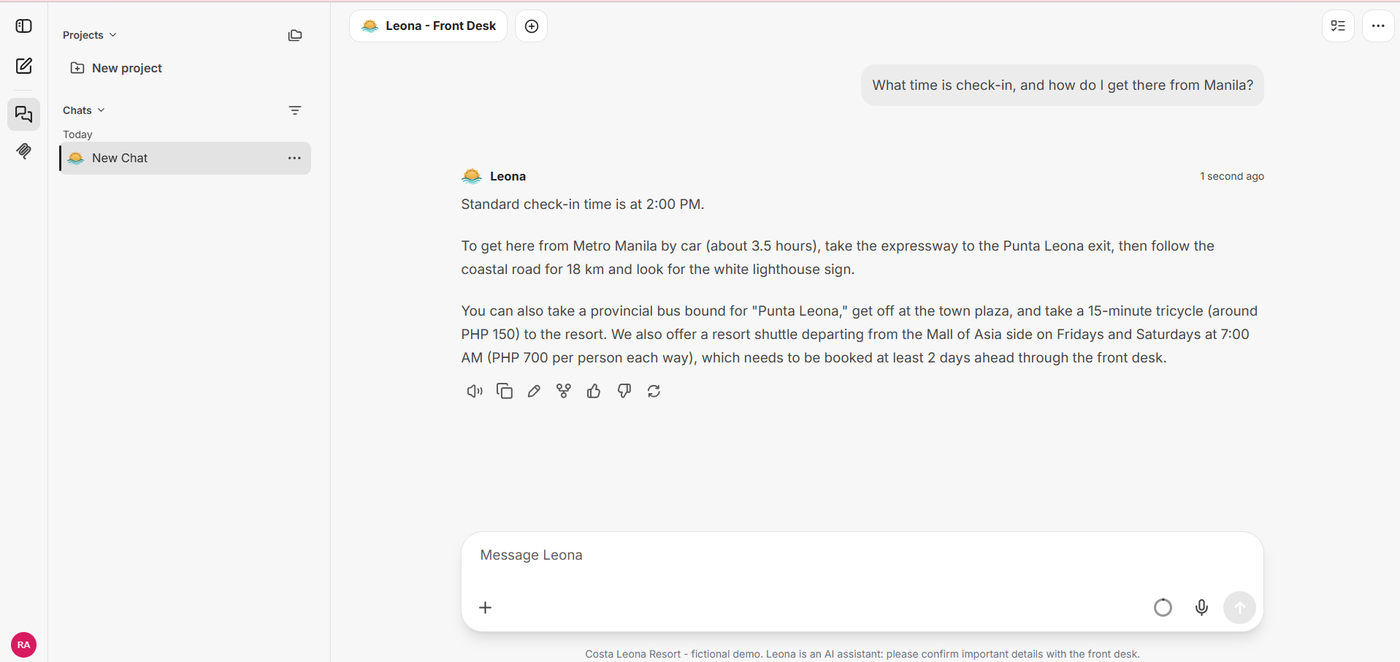 Projects
New project
Chats
Today
New Chat
RA
Leona - Front Desk
What time is check-in, and how do I get there from Manila?
Leona
1 second ago
Standard check-in time is at 2:00 PM.
To get here from Metro Manila by car (about 3.5 hours), take the expressway to the Punta Leona exit, then follow the
coastal road for 18 km and look for the white lighthouse sign.
You can also take a provincial bus bound for "Punta Leona," get off at the town plaza, and take a 15-minute tricycle (around
PHP 150) to the resort. We also offer a resort shuttle departing from the Mall of Asia side on Fridays and Saturdays at 7:00
AM (PHP 700 per person each way), which needs to be booked at least 2 days ahead through the front desk.
Message Leona
Costa Leona Resort - fictional demo. Leona is an AI assistant: please confirm important details with the front desk.